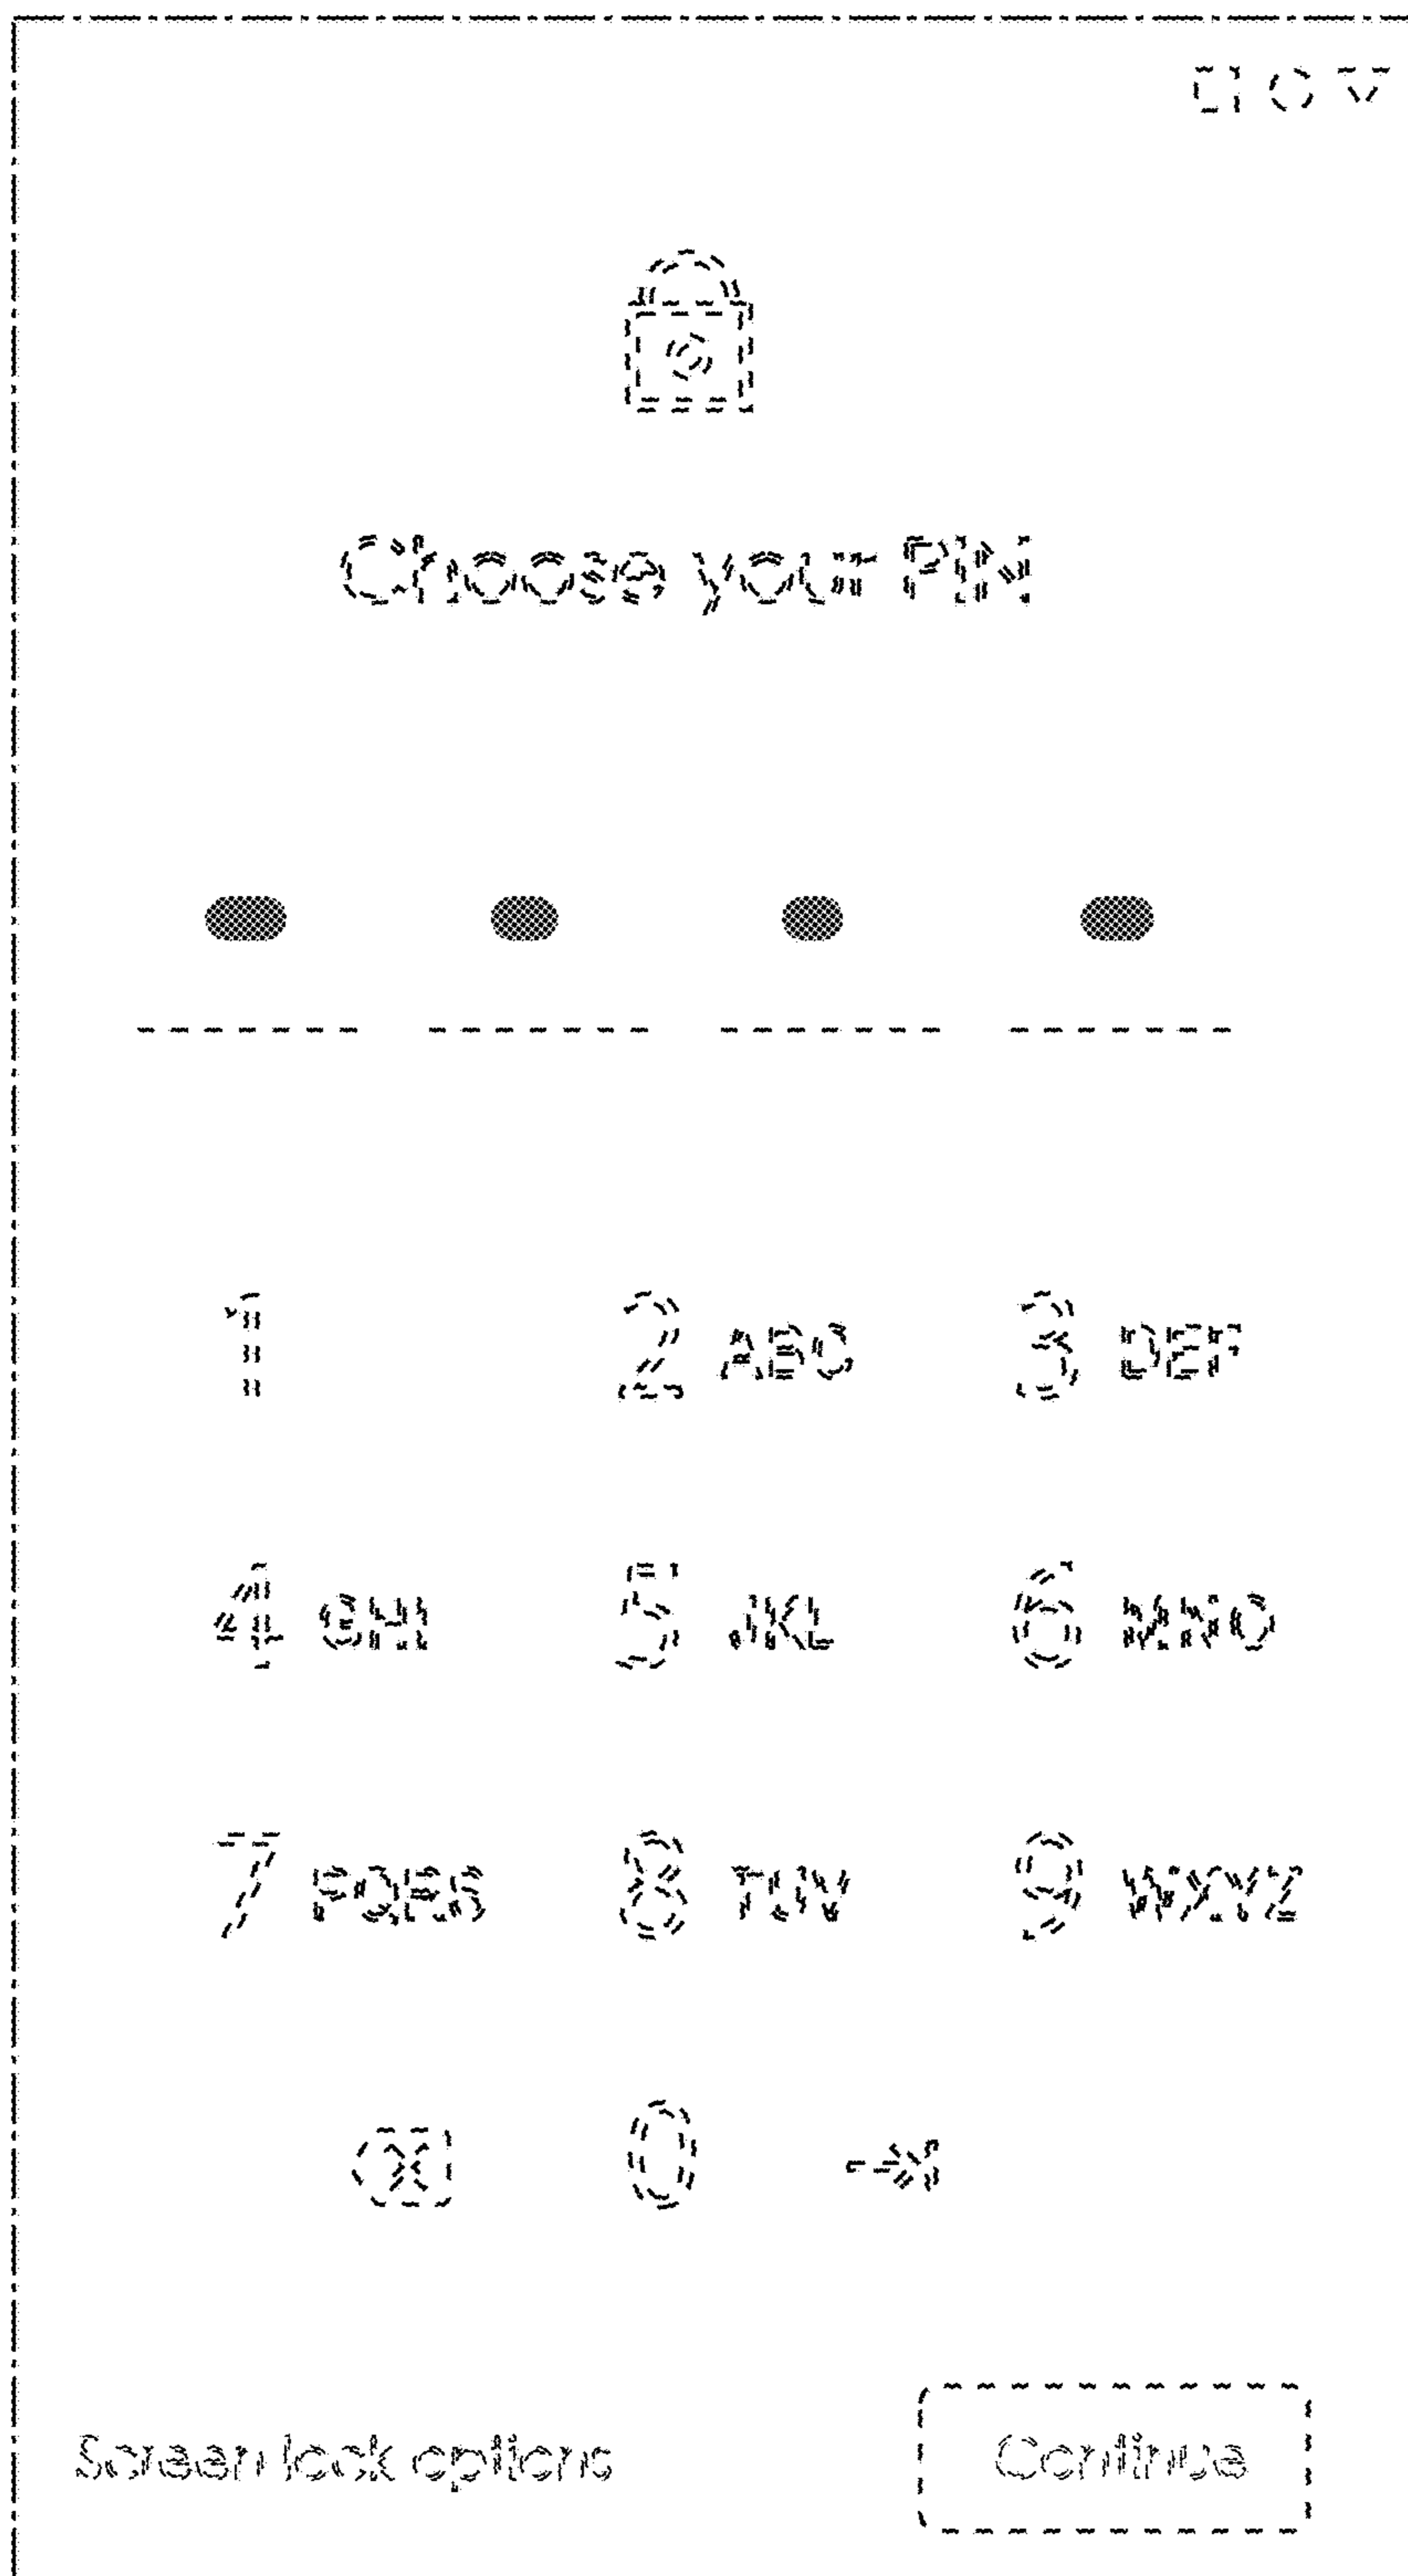 Choose your PIN
1 2 ABC 3 DEF
4 GHI 5 JKL 6 MNO
7 PQRS 8 TUV 9 WXYZ
0
Screen lock options Continue